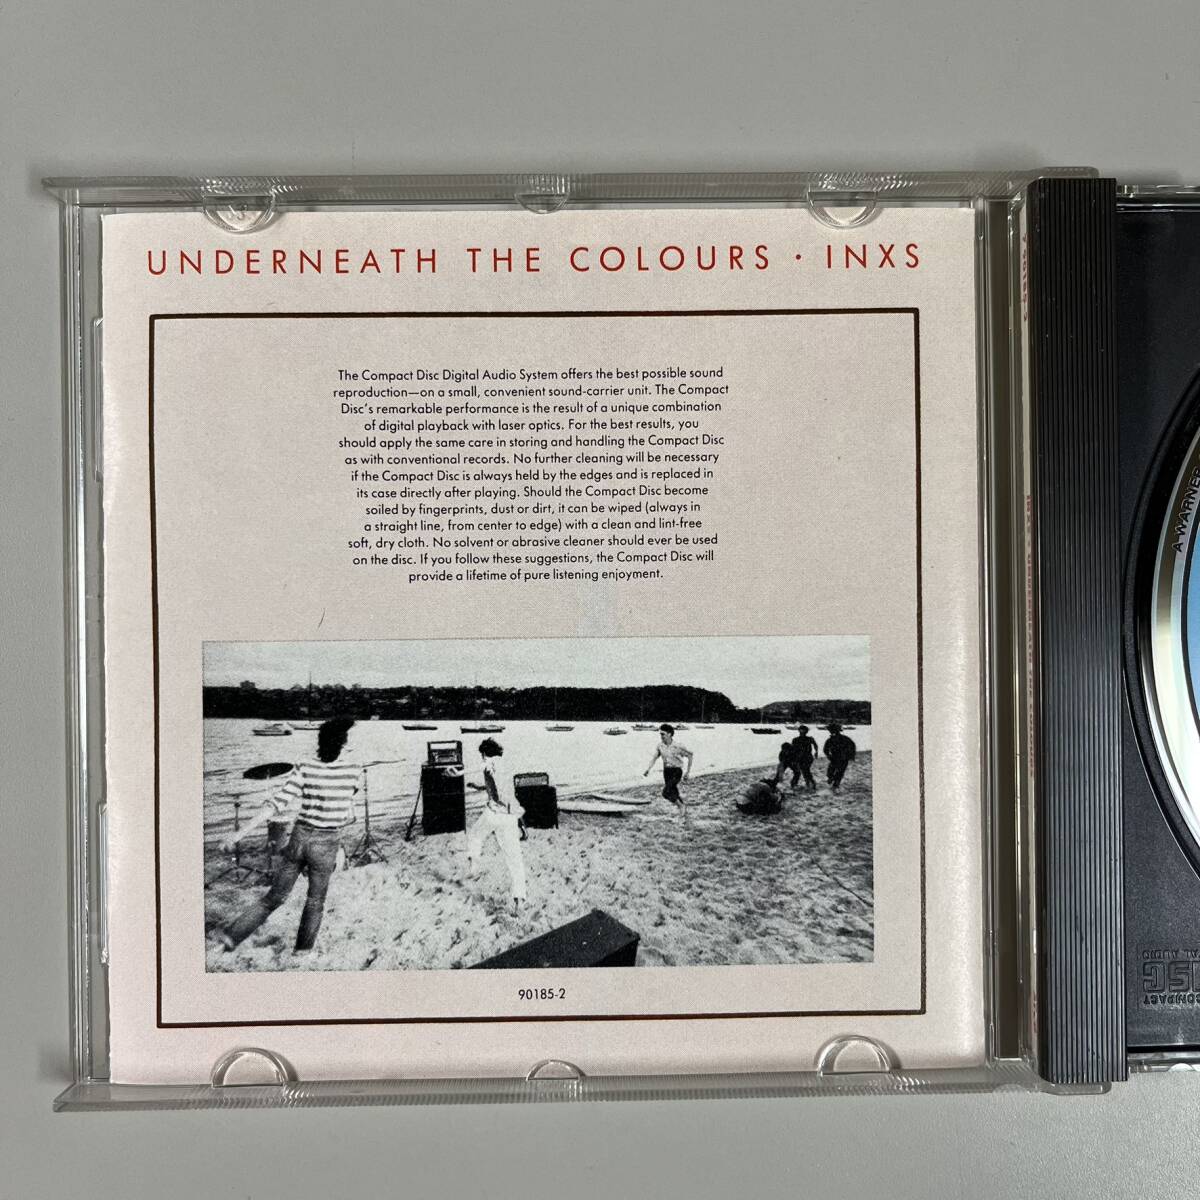 UNDERNEATH THE COLOURS · INXS
The Compact Disc Digital Audio System offers the best possible sound
reproduction—on a small, convenient sound-carrier unit. The Compact
Disc's remarkable performance is the result of a unique combination
of digital playback with laser optics. For the best results, you
should apply the same care in storing and handling the Compact Disc
as with conventional records. No further cleaning will be necessary
if the Compact Disc is always held by the edges and is replaced in
its case directly after playing. Should the Compact Disc become
soiled by fingerprints, dust or dirt, it can be wiped (always in
a straight line, from center to edge) with a clean and lint-free
soft, dry cloth. No solvent or abrasive cleaner should ever be used
on the disc. If you follow these suggestions, the Compact Disc will
provide a lifetime of pure listening enjoyment.
90185-2
A WARNER
COMPACT
DISC